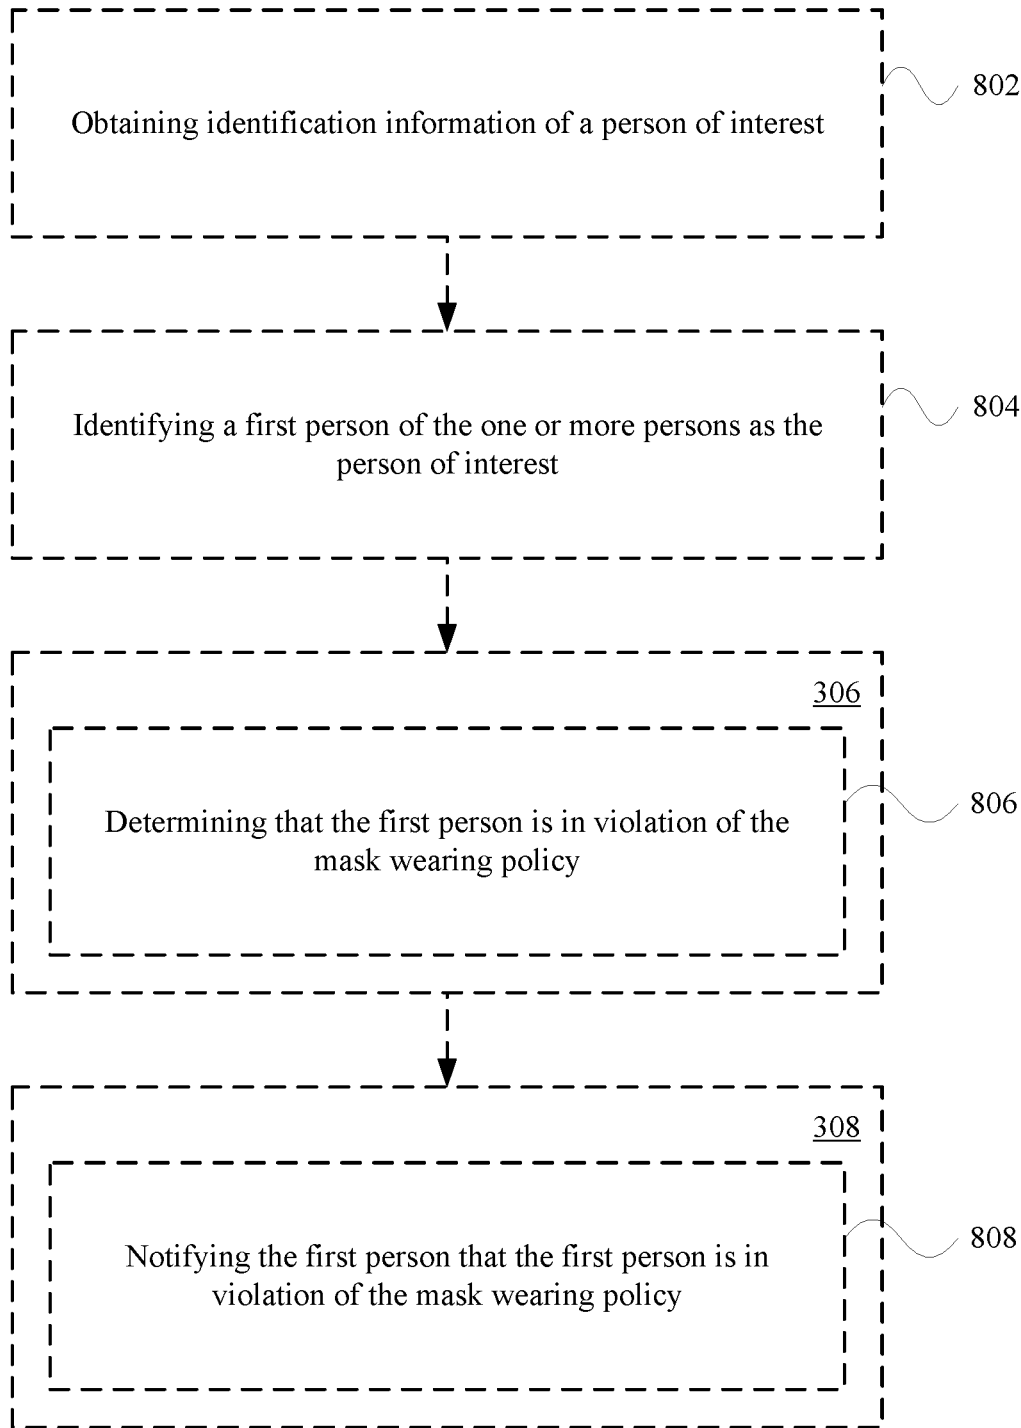 Obtaining identification information of a person of interest
802
Identifying a first person of the one or more persons as the
person of interest
804
306
Determining that the first person is in violation of the
mask wearing policy
806
308
Notifying the first person that the first person is in
violation of the mask wearing policy
808